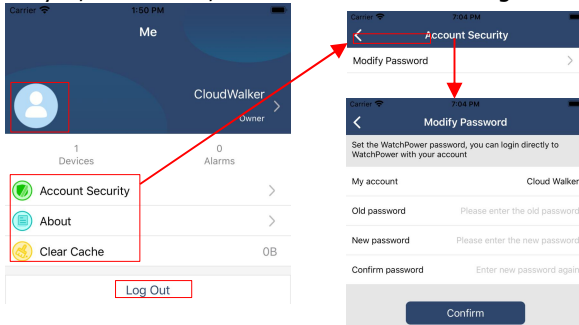 Carrier 1:50 PM
Me
CloudWalker
Owner
1
Devices
0
Alarms
Account Security
About
Clear Cache
0B
Log Out
Carrier 7:04 PM
Account Security
Modify Password
Carrier 7:04 PM
Modify Password
Set the WatchPower password, you can login directly to
WatchPower with your account
My account Cloud Walker
Old password Please enter the old password
New password Please enter the new password
Confirm password Enter new password again
Confirm